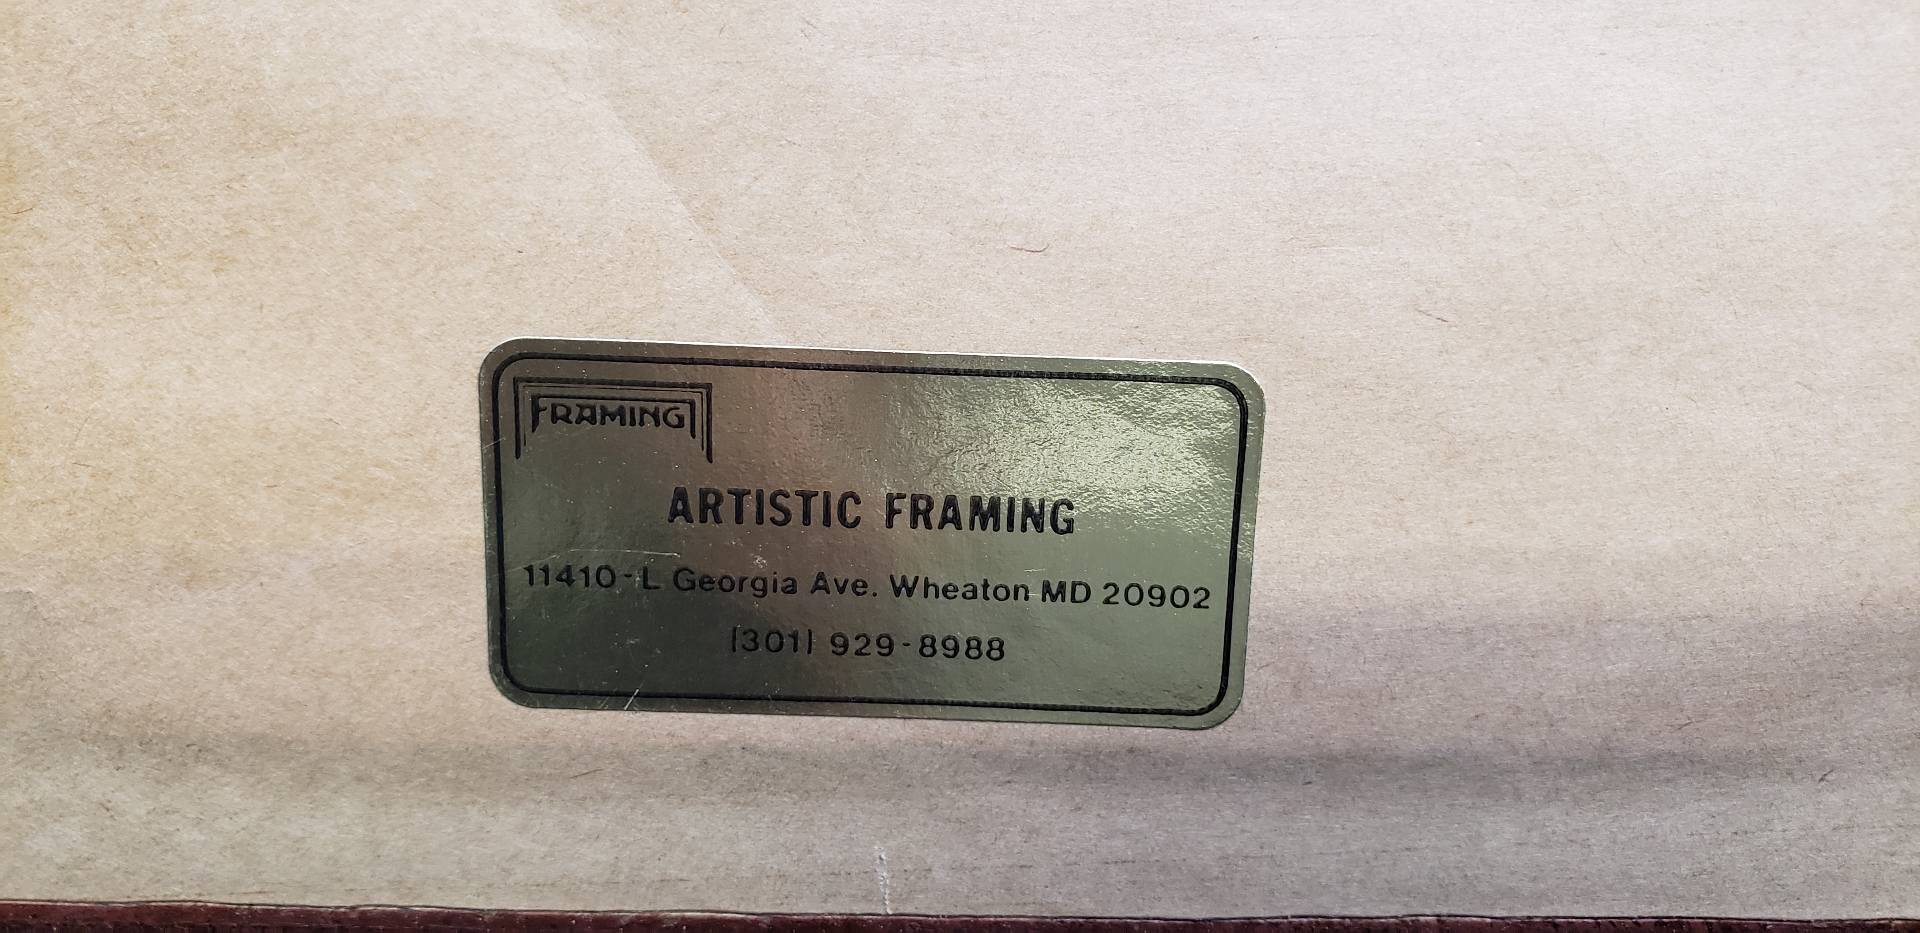 FRAMING
ARTISTIC FRAMING
11410-L Georgia Ave. Wheaton MD 20902
(301) 929-8988